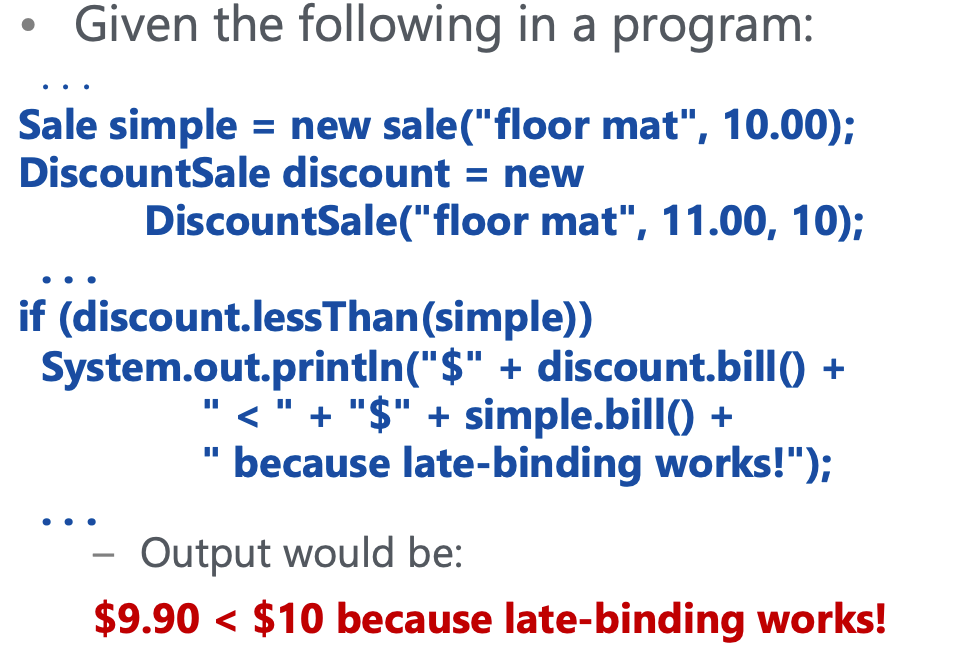 • Given the following in a program:
. . .
Sale simple = new sale("floor mat", 10.00);
DiscountSale discount = new
DiscountSale("floor mat", 11.00, 10);
. . .
if (discount.lessThan(simple))
System.out.println("$" + discount.bill() +
" < " + "$" + simple.bill() +
" because late-binding works!");
. . .
– Output would be:
$9.90 < $10 because late-binding works!